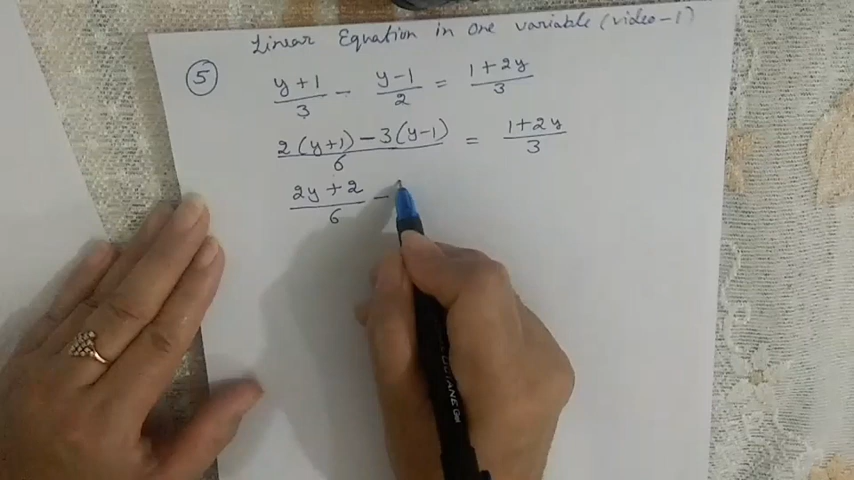 Linear Equation in One variable (video-1)
5 (y+1)/3 - (y-1)/2 = (1+2y)/3
(2(y+1) - 3(y-1))/6 = (1+2y)/3
(2y+2)/6 -